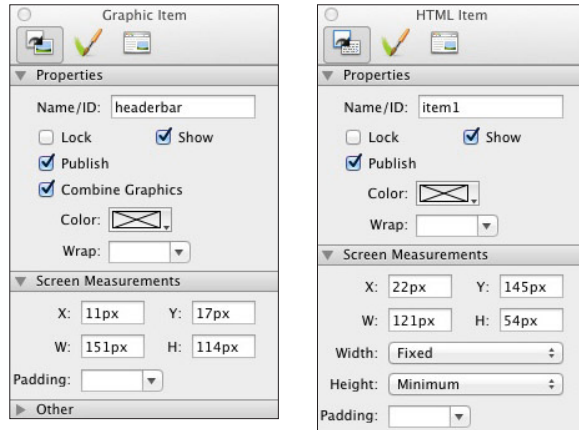 Graphic Item
Properties
Name/ID: headerbar
Lock Show
Publish
Combine Graphics
Color:
Wrap:
Screen Measurements
X: 11px Y: 17px
W: 151px H: 114px
Padding:
Other
HTML Item
Properties
Name/ID: item1
Lock Show
Publish
Color:
Wrap:
Screen Measurements
X: 22px Y: 145px
W: 121px H: 54px
Width: Fixed
Height: Minimum
Padding: